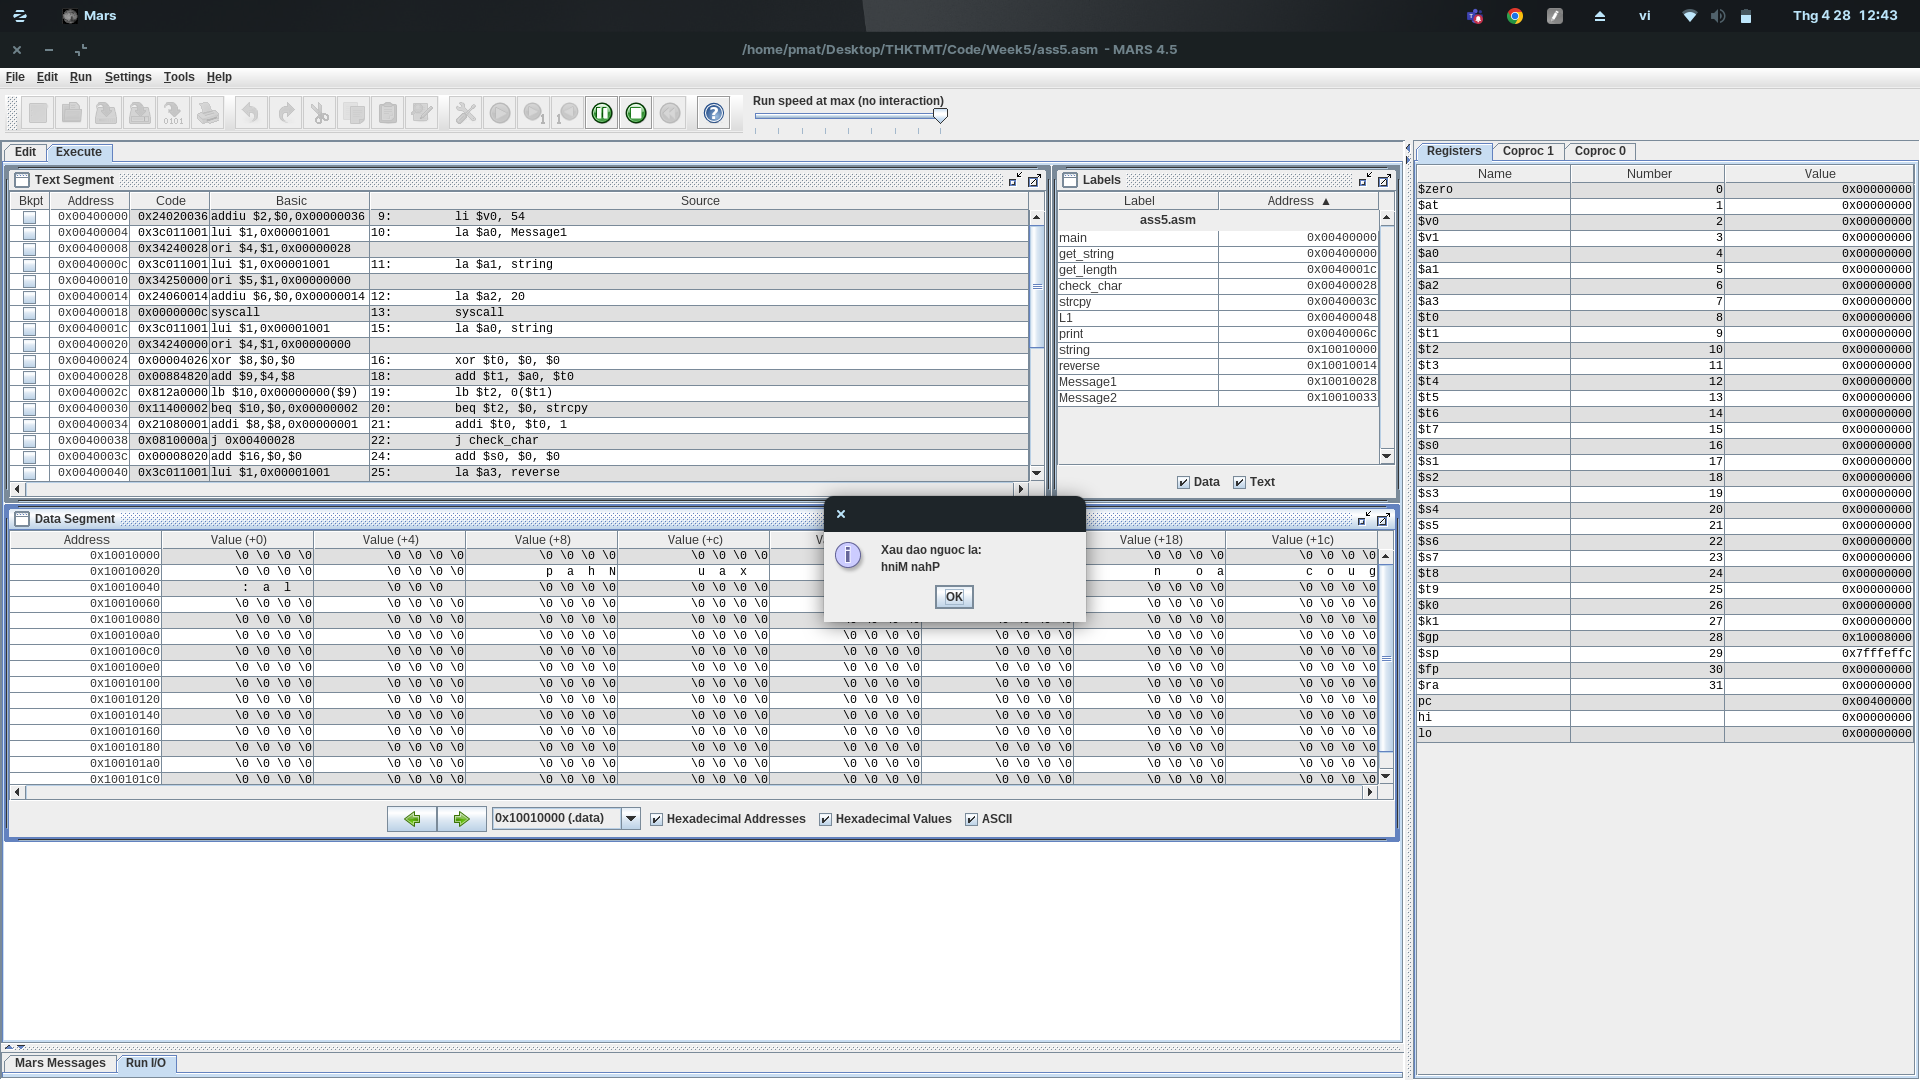 Mars
vi
Thg 4 28 12:43
/home/pmat/Desktop/THKTMT/Code/Week5/ass5.asm - MARS 4.5
File Edit Run Settings Tools Help
Run speed at max (no interaction)
Edit Execute
Text Segment
Bkpt Address Code Basic Source
0x00400000 0x24020036 addiu $2,$0,0x00000036 9: li $v0, 54
0x00400004 0x3c011001 lui $1,0x00001001 10: la $a0, Message1
0x00400008 0x34240028 ori $4,$1,0x00000028
0x0040000c 0x3c011001 lui $1,0x00001001 11: la $a1, string
0x00400010 0x34250000 ori $5,$1,0x00000000
0x00400014 0x24060014 addiu $6,$0,0x00000014 12: la $a2, 20
0x00400018 0x0000000c syscall 13: syscall
0x0040001c 0x3c011001 lui $1,0x00001001 15: la $a0, string
0x00400020 0x34240000 ori $4,$1,0x00000000
0x00400024 0x00004026 xor $8,$0,$0 16: xor $t0, $0, $0
0x00400028 0x00884820 add $9,$4,$8 18: add $t1, $a0, $t0
0x0040002c 0x812a0000 lb $10,0x00000000($9) 19: lb $t2, 0($t1)
0x00400030 0x11400002 beq $10,$0,0x00000002 20: beq $t2, $0, strcpy
0x00400034 0x21080001 addi $8,$8,0x00000001 21: addi $t0, $t0, 1
0x00400038 0x0810000a j 0x00400028 22: j check_char
0x0040003c 0x00008020 add $16,$0,$0 24: add $s0, $0, $0
0x00400040 0x3c011001 lui $1,0x00001001 25: la $a3, reverse
Labels
Label Address ▲
ass5.asm
main 0x00400000
get_string 0x00400000
get_length 0x0040001c
check_char 0x00400028
strcpy 0x0040003c
L1 0x00400048
print 0x0040006c
string 0x10010000
reverse 0x10010014
Message1 0x10010028
Message2 0x10010033
Data Text
Data Segment
Address Value (+0) Value (+4) Value (+8) Value (+c) Value (+18) Value (+1c)
0x10010000 \0 \0 \0 \0 \0 \0 \0 \0 \0 \0 \0 \0 \0 \0 \0 \0 \0 \0 \0 \0 \0 \0 \0 \0
0x10010020 \0 \0 \0 \0 \0 \0 \0 \0 p a h N u a x n o a c o u g
0x10010040 : a l \0 \0 \0 \0 \0 \0 \0 \0 \0 \0 \0 \0 \0 \0 \0 \0 \0 \0 \0
0x10010060 \0 \0 \0 \0 \0 \0 \0 \0 \0 \0 \0 \0 \0 \0 \0 \0 \0 \0 \0 \0 \0 \0 \0 \0
0x10010080 \0 \0 \0 \0 \0 \0 \0 \0 \0 \0 \0 \0 \0 \0 \0 \0 \0 \0 \0 \0 \0 \0 \0 \0
0x100100a0 \0 \0 \0 \0 \0 \0 \0 \0 \0 \0 \0 \0 \0 \0 \0 \0 \0 \0 \0 \0 \0 \0 \0 \0 \0 \0 \0 \0 \0 \0 \0 \0
0x100100c0 \0 \0 \0 \0 \0 \0 \0 \0 \0 \0 \0 \0 \0 \0 \0 \0 \0 \0 \0 \0 \0 \0 \0 \0 \0 \0 \0 \0 \0 \0 \0 \0
0x100100e0 \0 \0 \0 \0 \0 \0 \0 \0 \0 \0 \0 \0 \0 \0 \0 \0 \0 \0 \0 \0 \0 \0 \0 \0 \0 \0 \0 \0 \0 \0 \0 \0
0x10010100 \0 \0 \0 \0 \0 \0 \0 \0 \0 \0 \0 \0 \0 \0 \0 \0 \0 \0 \0 \0 \0 \0 \0 \0 \0 \0 \0 \0 \0 \0 \0 \0
0x10010120 \0 \0 \0 \0 \0 \0 \0 \0 \0 \0 \0 \0 \0 \0 \0 \0 \0 \0 \0 \0 \0 \0 \0 \0 \0 \0 \0 \0 \0 \0 \0 \0
0x10010140 \0 \0 \0 \0 \0 \0 \0 \0 \0 \0 \0 \0 \0 \0 \0 \0 \0 \0 \0 \0 \0 \0 \0 \0 \0 \0 \0 \0 \0 \0 \0 \0
0x10010160 \0 \0 \0 \0 \0 \0 \0 \0 \0 \0 \0 \0 \0 \0 \0 \0 \0 \0 \0 \0 \0 \0 \0 \0 \0 \0 \0 \0 \0 \0 \0 \0
0x10010180 \0 \0 \0 \0 \0 \0 \0 \0 \0 \0 \0 \0 \0 \0 \0 \0 \0 \0 \0 \0 \0 \0 \0 \0 \0 \0 \0 \0 \0 \0 \0 \0
0x100101a0 \0 \0 \0 \0 \0 \0 \0 \0 \0 \0 \0 \0 \0 \0 \0 \0 \0 \0 \0 \0 \0 \0 \0 \0 \0 \0 \0 \0 \0 \0 \0 \0
0x100101c0 \0 \0 \0 \0 \0 \0 \0 \0 \0 \0 \0 \0 \0 \0 \0 \0 \0 \0 \0 \0 \0 \0 \0 \0 \0 \0 \0 \0 \0 \0 \0 \0
0x10010000 (.data) Hexadecimal Addresses Hexadecimal Values ASCII
Xau dao nguoc la:
hniM nahP
OK
Mars Messages Run I/O
Registers Coproc 1 Coproc 0
Name Number Value
$zero 0 0x00000000
$at 1 0x00000000
$v0 2 0x00000000
$v1 3 0x00000000
$a0 4 0x00000000
$a1 5 0x00000000
$a2 6 0x00000000
$a3 7 0x00000000
$t0 8 0x00000000
$t1 9 0x00000000
$t2 10 0x00000000
$t3 11 0x00000000
$t4 12 0x00000000
$t5 13 0x00000000
$t6 14 0x00000000
$t7 15 0x00000000
$s0 16 0x00000000
$s1 17 0x00000000
$s2 18 0x00000000
$s3 19 0x00000000
$s4 20 0x00000000
$s5 21 0x00000000
$s6 22 0x00000000
$s7 23 0x00000000
$t8 24 0x00000000
$t9 25 0x00000000
$k0 26 0x00000000
$k1 27 0x00000000
$gp 28 0x10008000
$sp 29 0x7fffeffc
$fp 30 0x00000000
$ra 31 0x00000000
pc 0x00400000
hi 0x00000000
lo 0x00000000